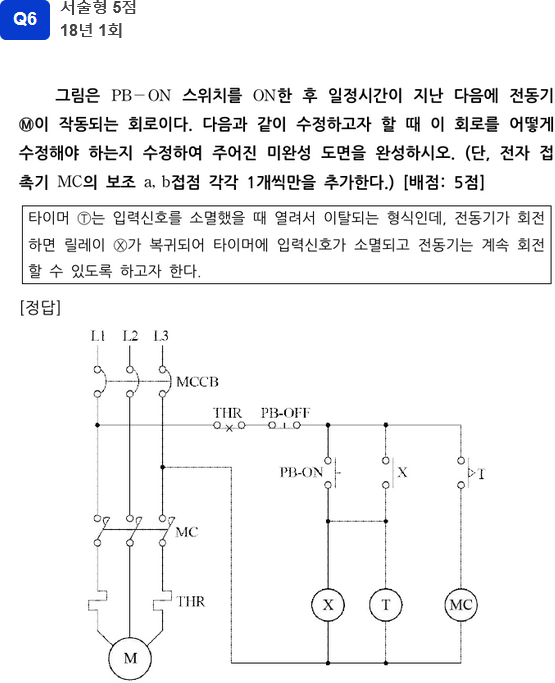 Q6
서술형 5점
18년 1회
그림은 PB-ON 스위치를 ON한 후 일정시간이 지난 다음에 전동기
Ⓜ이 작동되는 회로이다. 다음과 같이 수정하고자 할 때 이 회로를 어떻게
수정해야 하는지 수정하여 주어진 미완성 도면을 완성하시오. (단, 전자 접
촉기 MC의 보조 a, b접점 각각 1개씩만을 추가한다.) [배점: 5점]
타이머 Ⓣ는 입력신호를 소멸했을 때 열려서 이탈되는 형식인데, 전동기가 회전
하면 릴레이 Ⓧ가 복귀되어 타이머에 입력신호가 소멸되고 전동기는 계속 회전
할 수 있도록 하고자 한다.
[정답]
L1 L2 L3
MCCB
THR PB-OFF
PB-ON X T
MC
THR
X T MC
M